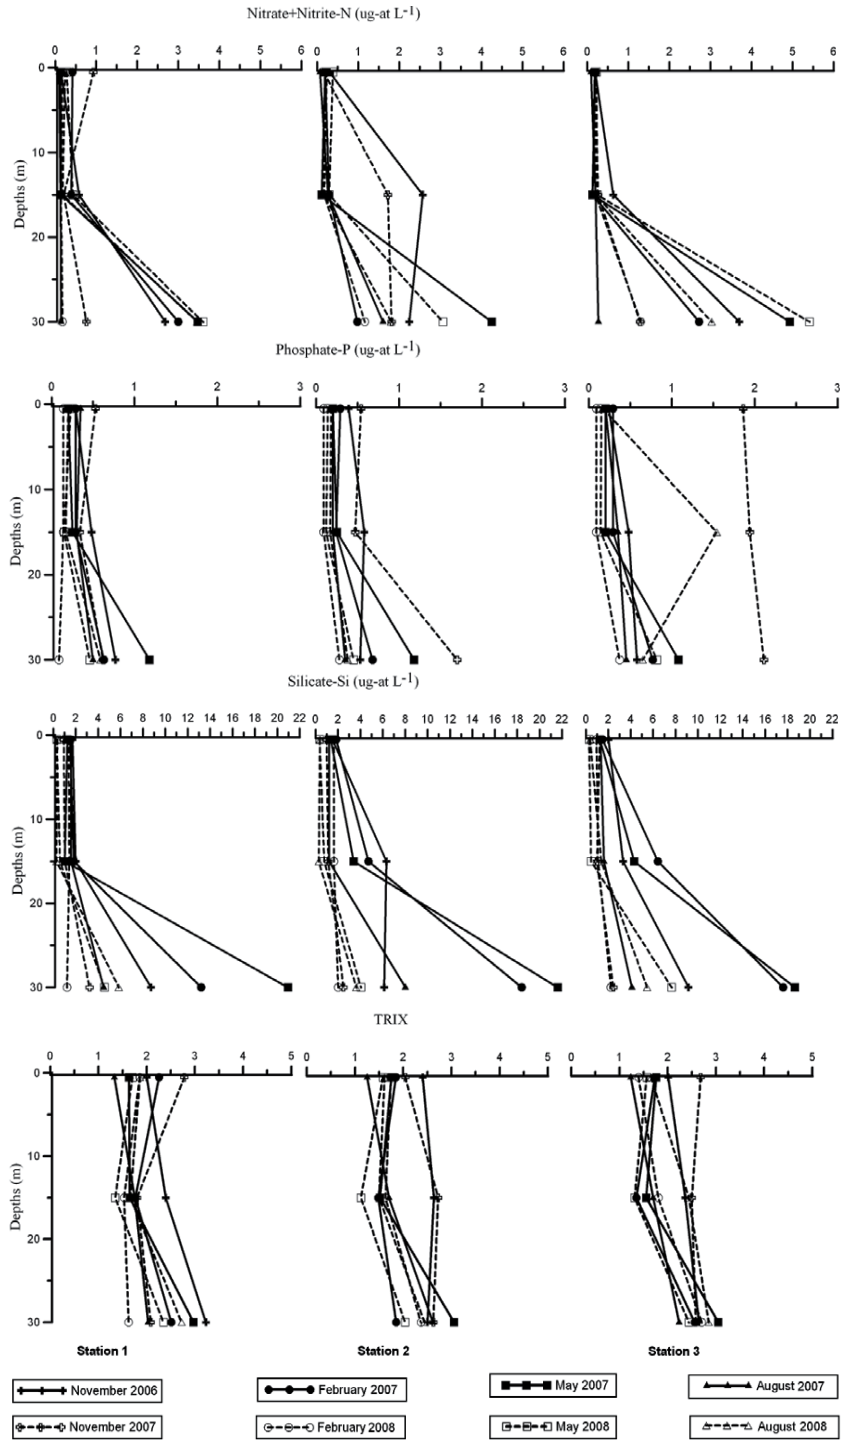 Nitrate+Nitrite-N (ug-at L-1)
0 1 2 3 4 5 6 0 1 2 3 4 5 6 0 1 2 3 4 5 6
0
10
20
30
Depths (m)
Phosphate-P (ug-at L-1)
0 1 2 3 0 1 2 3 0 1 2 3
0
10
20
30
Depths (m)
Silicate-Si (ug-at L-1)
0 2 4 6 8 10 12 14 16 18 20 22 0 2 4 6 8 10 12 14 16 18 20 22 0 2 4 6 8 10 12 14 16 18 20 22
0
10
20
30
Depths (m)
TRIX
0 1 2 3 4 5 0 1 2 3 4 5 0 1 2 3 4 5
0
10
20
30
Depths (m)
Station 1 Station 2 Station 3
November 2006 February 2007 May 2007 August 2007
November 2007 February 2008 May 2008 August 2008